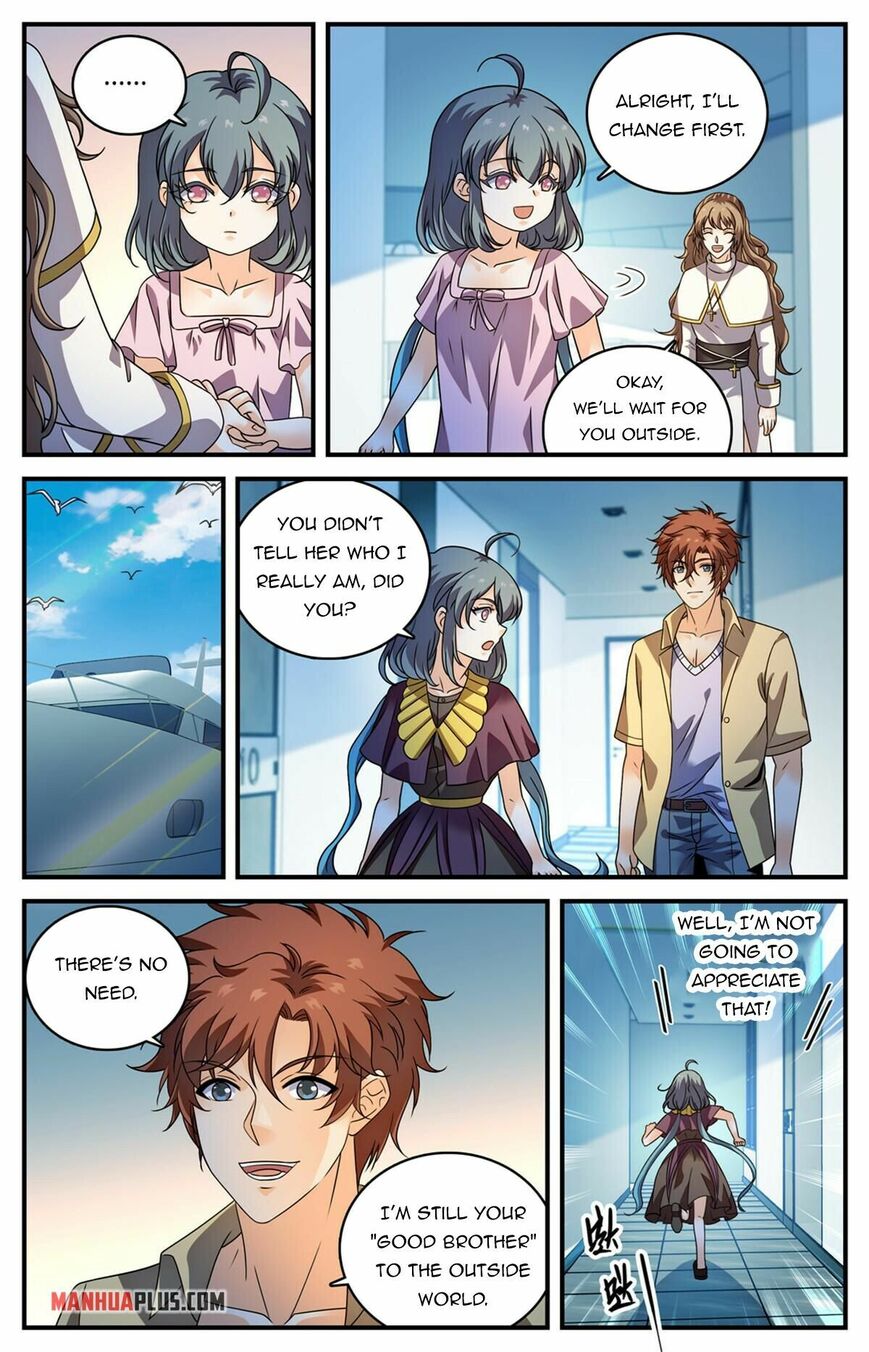 ......
ALRIGHT, I'LL
CHANGE FIRST.
OKAY,
WE'LL WAIT FOR
YOU OUTSIDE.
YOU DIDN'T
TELL HER WHO I
REALLY AM, DID
YOU?
10
THERE'S NO
NEED.
I'M STILL YOUR
"GOOD BROTHER"
TO THE OUTSIDE
WORLD.
WELL, I'M NOT
GOING TO
APPRECIATE
THAT!
MANHUAPLUS.COM